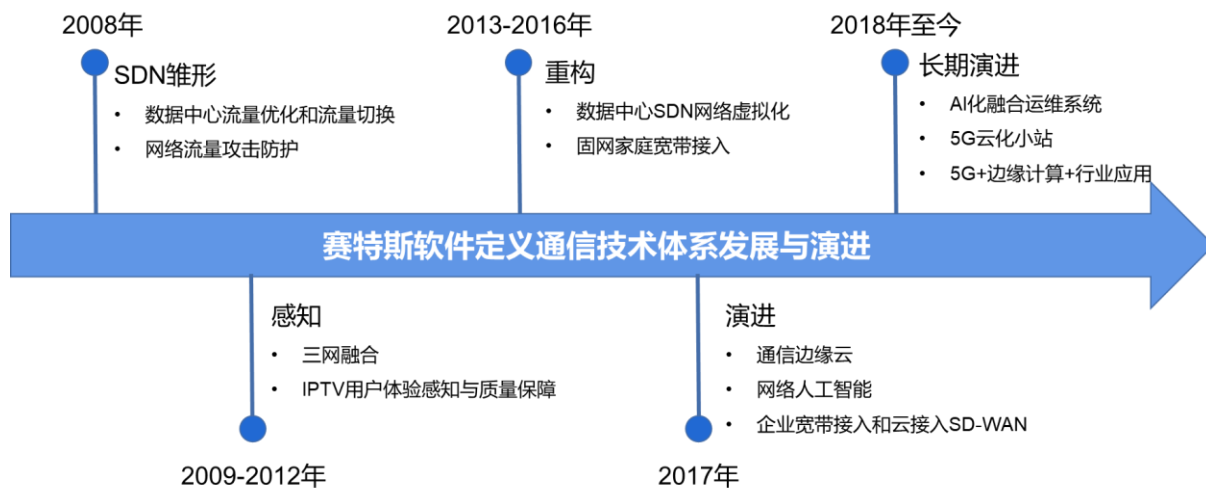 2008年
SDN雏形
• 数据中心流量优化和流量切换
• 网络流量攻击防护
2013-2016年
重构
• 数据中心SDN网络虚拟化
• 固网家庭宽带接入
2018年至今
长期演进
• AI化融合运维系统
• 5G云化小站
• 5G+边缘计算+行业应用
赛特斯软件定义通信技术体系发展与演进
感知
• 三网融合
• IPTV用户体验感知与质量保障
2009-2012年
演进
• 通信边缘云
• 网络人工智能
• 企业宽带接入和云接入SD-WAN
2017年